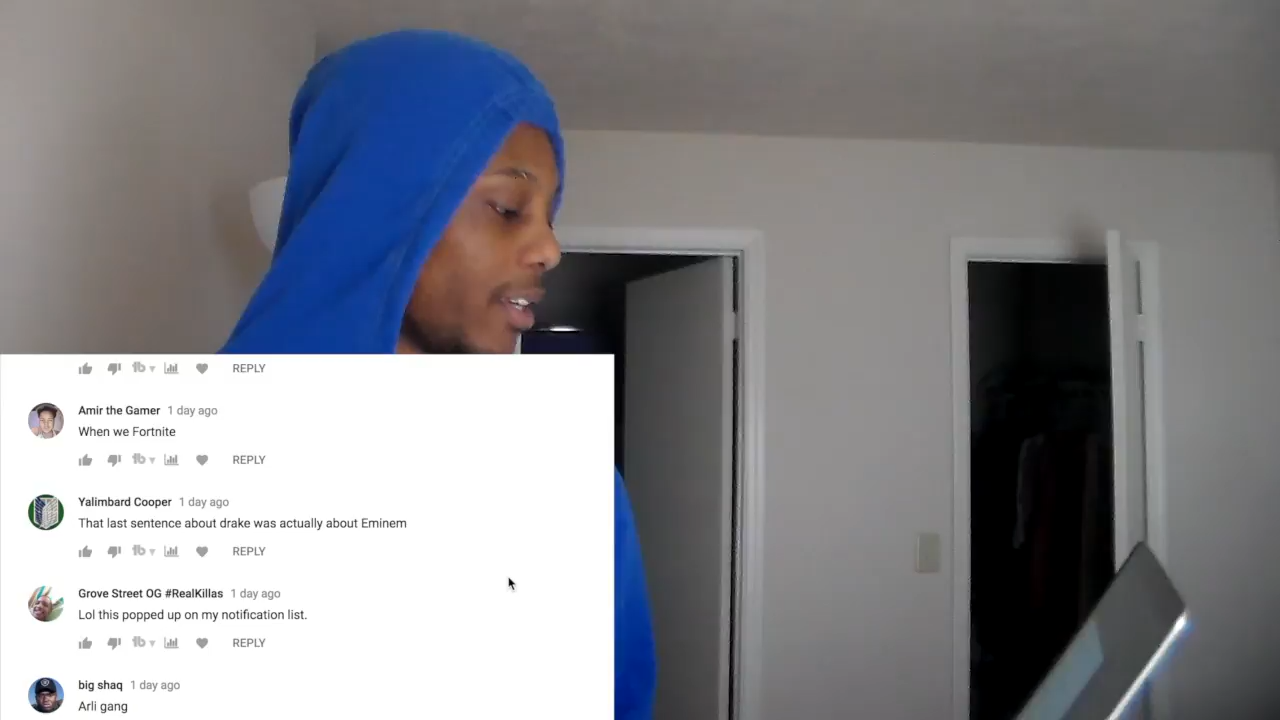 REPLY
Amir the Gamer 1 day ago
When we Fortnite
REPLY
Yalimbard Cooper 1 day ago
That last sentence about drake was actually about Eminem
REPLY
Grove Street OG #RealKillas 1 day ago
Lol this popped up on my notification list.
REPLY
big shaq 1 day ago
Arli gang